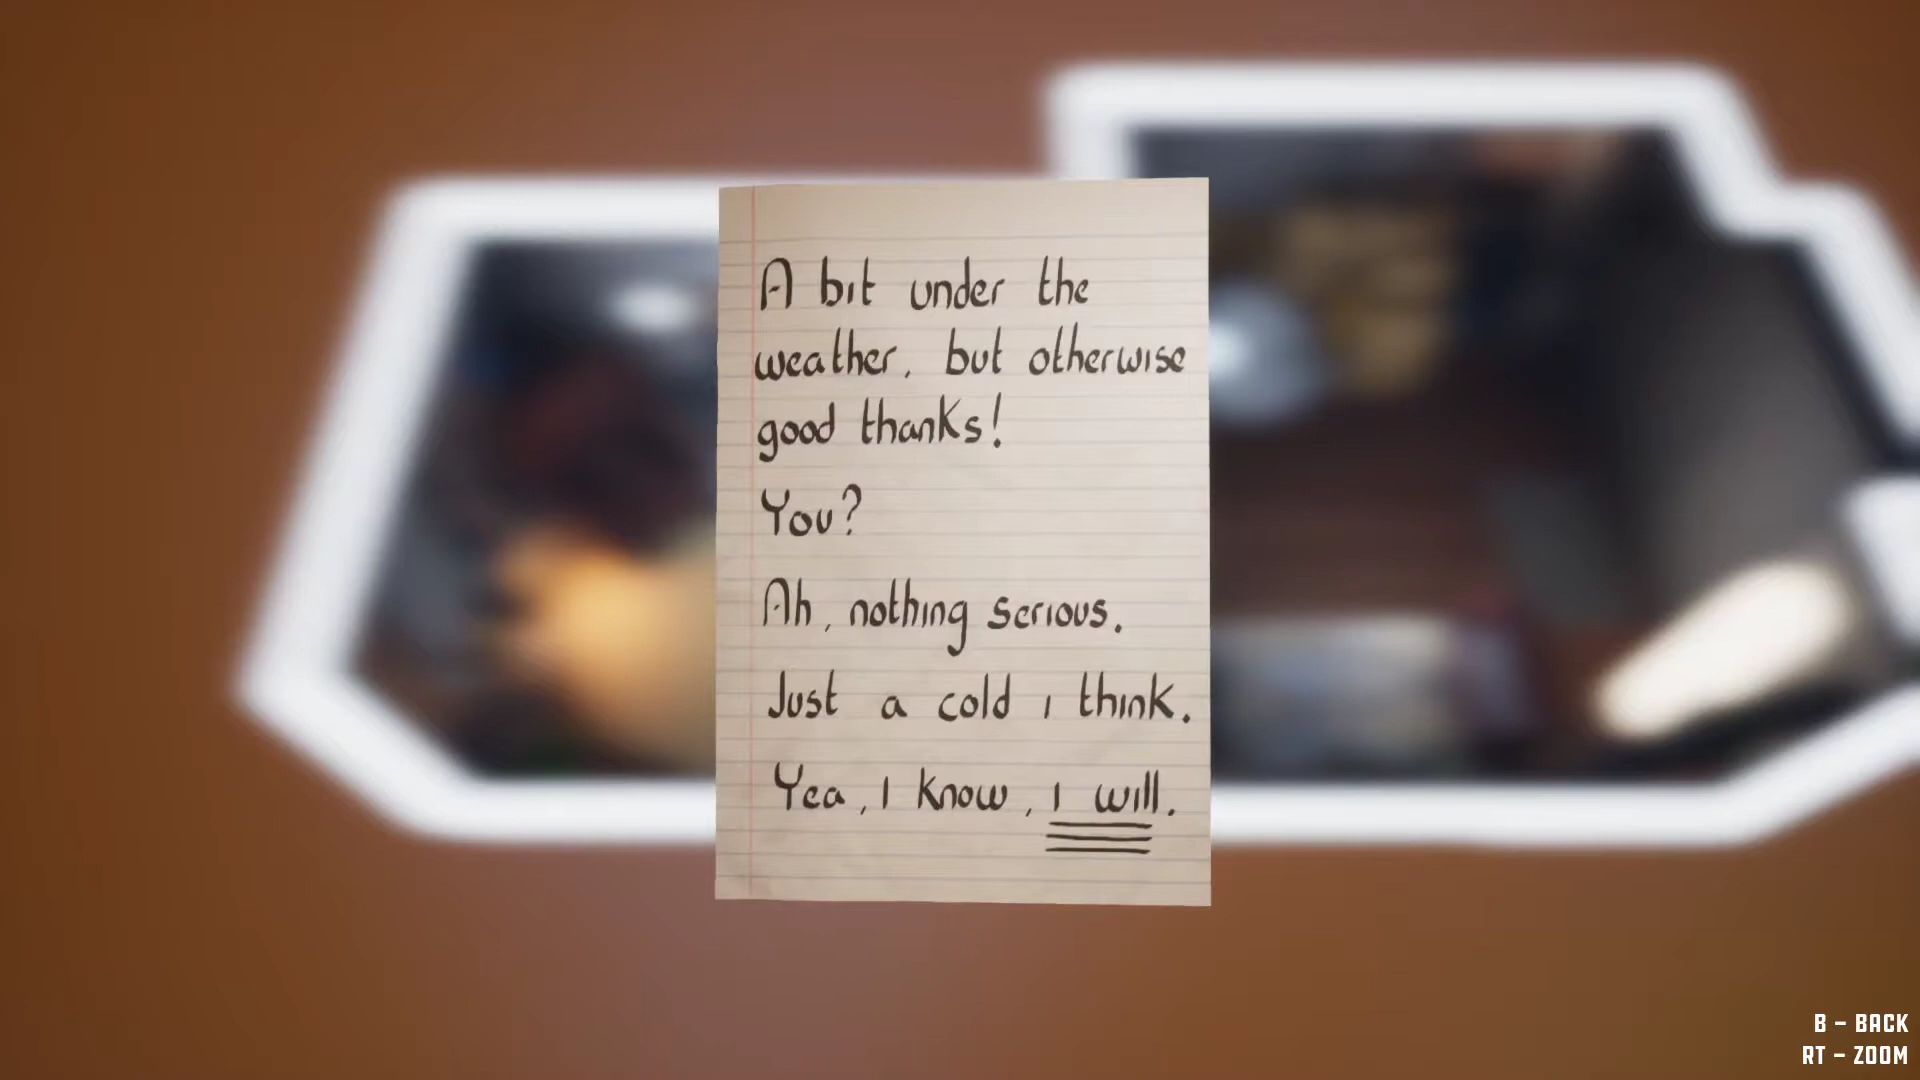 A bit under the
weather, but otherwise
good thanks!
You?
Ah, nothing serious.
Just a cold i think.
Yea, I know, I will.
B - BACK
RT - ZOOM